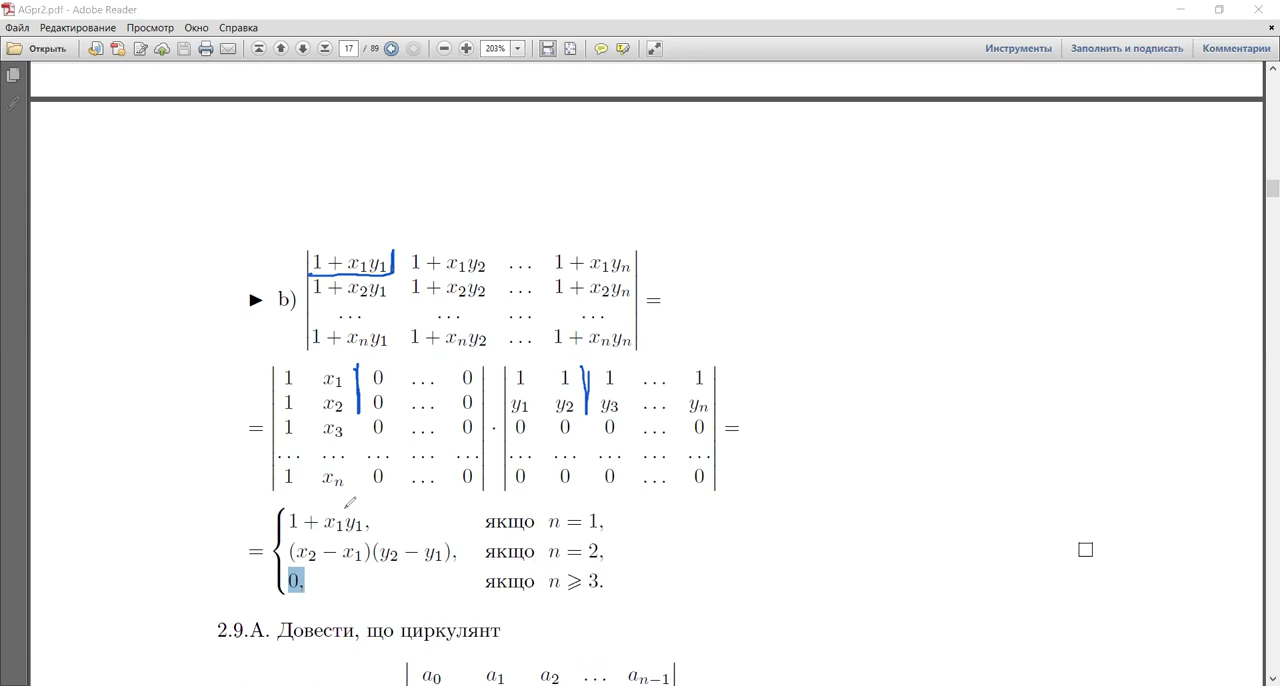 AGpr2.pdf - Adobe Reader
Файл Редактирование Просмотр Окно Справка
Открыть 17 / 89 203% Инструменты Заполнить и подписать Комментарии
► b) | 1 + x₁y₁ 1 + x₁y₂ … 1 + x₁yₙ |
| 1 + x₂y₁ 1 + x₂y₂ … 1 + x₂yₙ | =
| … … … … |
| 1 + xₙy₁ 1 + xₙy₂ … 1 + xₙyₙ |
| 1 x₁ 0 … 0 | | 1 1 1 … 1 |
| 1 x₂ 0 … 0 | | y₁ y₂ y₃ … yₙ |
= | 1 x₃ 0 … 0 | · | 0 0 0 … 0 | =
| … … … … … | | … … … … … |
| 1 xₙ 0 … 0 | | 0 0 0 … 0 |
1 + x₁y₁, якщо n = 1,
= { (x₂ − x₁)(y₂ − y₁), якщо n = 2, □
0, якщо n ⩾ 3.
2.9.A. Довести, що циркулянт
| a₀ a₁ a₂ … aₙ₋₁ |